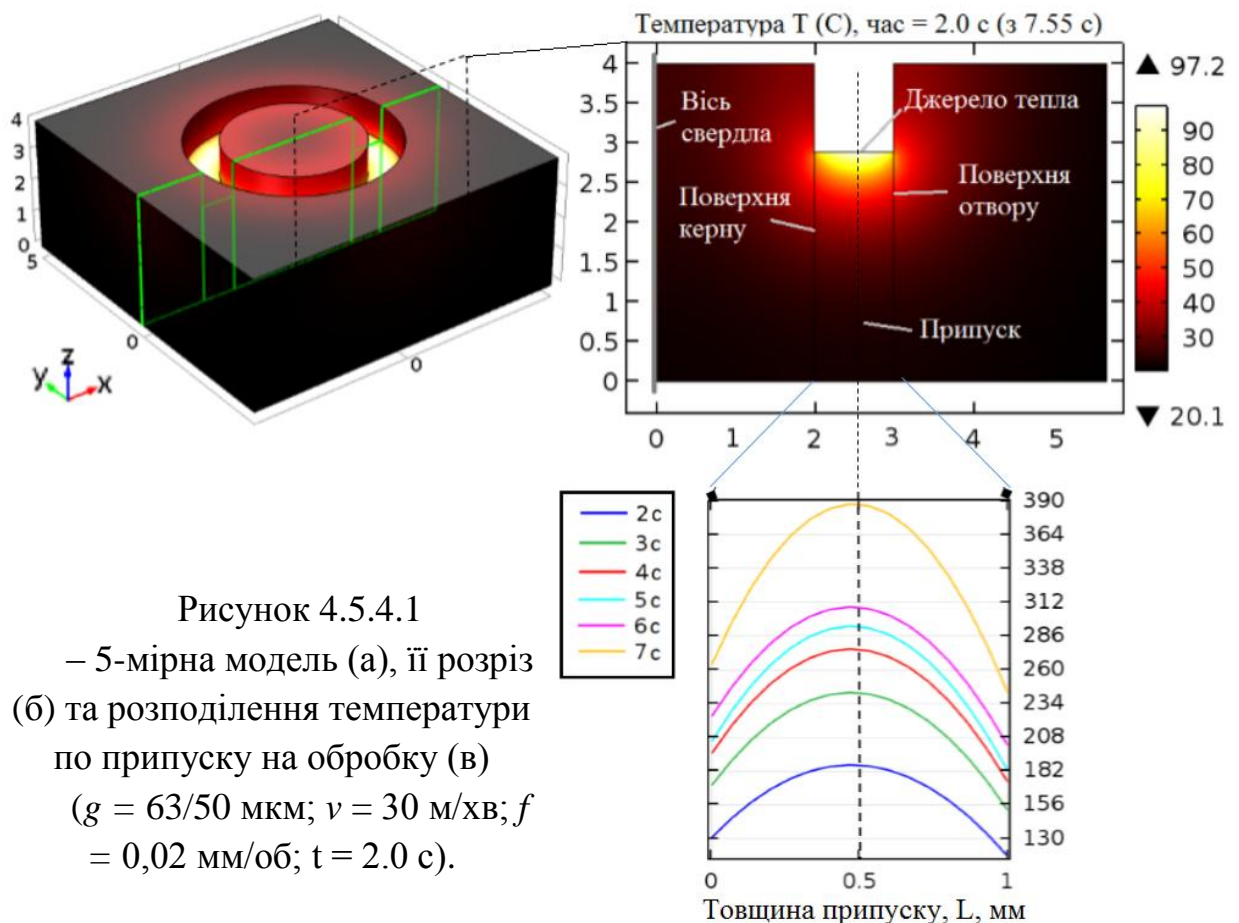 Температура T (C), час = 2.0 с (з 7.55 с)
4
3
2
1
0
5
0
0
z
y
x
4
3.5
3
2.5
2
1.5
1
0.5
0
Вісь
свердла
Джерело тепла
Поверхня
керну
Поверхня
отвору
Припуск
0 1 2 3 4 5
▲ 97.2
90
80
70
60
50
40
30
▼ 20.1
2с
3с
4с
5с
6с
7с
390
364
338
312
286
260
234
208
182
156
130
0 0.5 1
Товщина припуску, L, мм
Рисунок 4.5.4.1
– 5-мірна модель (а), її розріз
(б) та розподілення температури
по припуску на обробку (в)
(g = 63/50 мкм; v = 30 м/хв; f
= 0,02 мм/об; t = 2.0 с).